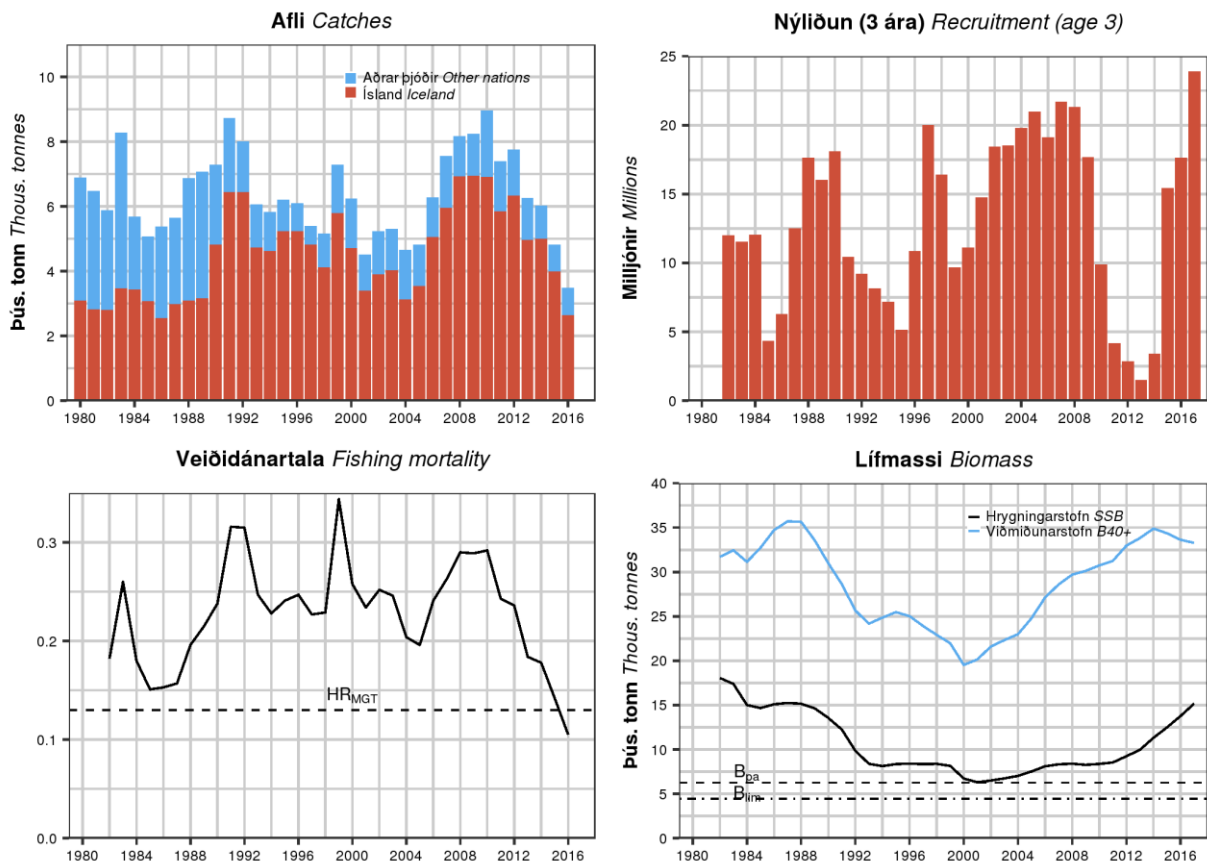 Afli Catches
Þús. tonn Thous. tonnes
10
8
6
4
2
0
Aðrar þjóðir Other nations
Ísland Iceland
1980 1984 1988 1992 1996 2000 2004 2008 2012 2016
Nýliðun (3 ára) Recruitment (age 3)
Milljónir Millions
25
20
15
10
5
0
1980 1984 1988 1992 1996 2000 2004 2008 2012 2016
Veiðidánartala Fishing mortality
0.3
0.2
0.1
0.0
HRMGT
1980 1984 1988 1992 1996 2000 2004 2008 2012 2016
Lífmassi Biomass
Þús. tonn Thous. tonnes
40
35
30
25
20
15
10
5
0
Hrygningarstofn SSB
Viðmiðunarstofn B40+
Bpa
Blim
1980 1984 1988 1992 1996 2000 2004 2008 2012 2016